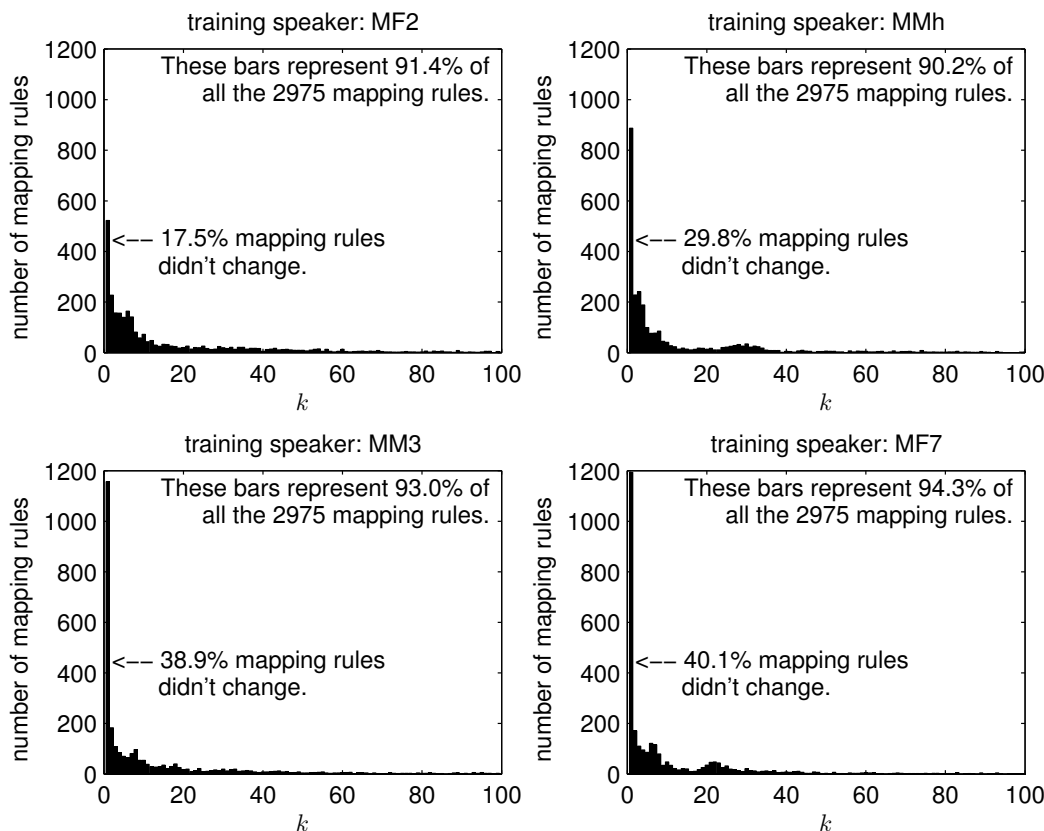 training speaker: MF2
These bars represent 91.4% of
all the 2975 mapping rules.
<-- 17.5% mapping rules
didn't change.
number of mapping rules
1200
1000
800
600
400
200
0
0 20 40 60 80 100
k
training speaker: MMh
These bars represent 90.2% of
all the 2975 mapping rules.
<-- 29.8% mapping rules
didn't change.
number of mapping rules
1200
1000
800
600
400
200
0
0 20 40 60 80 100
k
training speaker: MM3
These bars represent 93.0% of
all the 2975 mapping rules.
<-- 38.9% mapping rules
didn't change.
number of mapping rules
1200
1000
800
600
400
200
0
0 20 40 60 80 100
k
training speaker: MF7
These bars represent 94.3% of
all the 2975 mapping rules.
<-- 40.1% mapping rules
didn't change.
number of mapping rules
1200
1000
800
600
400
200
0
0 20 40 60 80 100
k